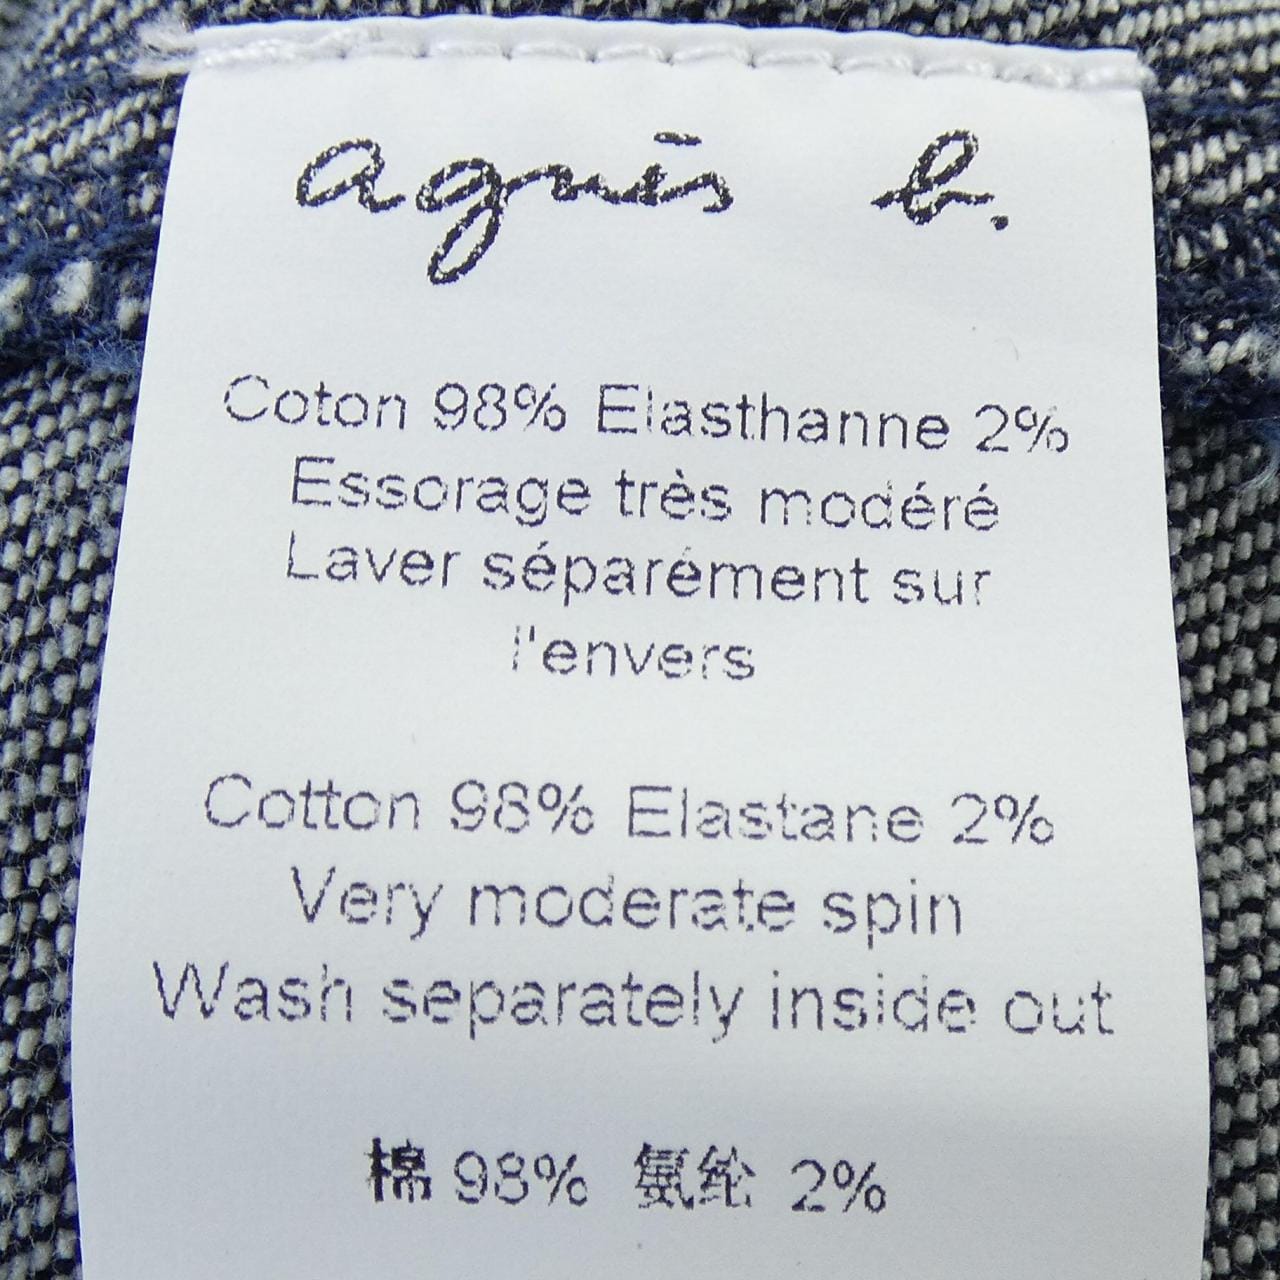 agnès b.
Coton 98% Elasthanne 2%
Essorage très modéré
Laver séparément sur
l'envers
Cotton 98% Elastane 2%
Very moderate spin
Wash separately inside out
棉 98% 氨纶 2%